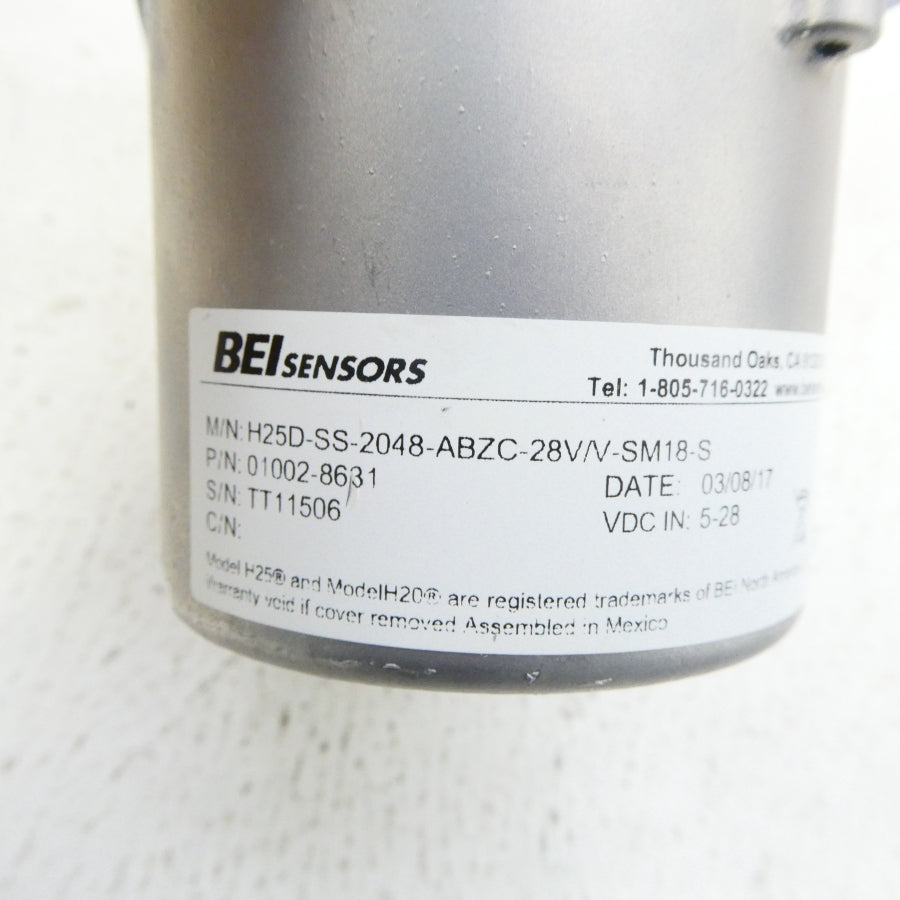 BEI SENSORS
Thousand Oaks, CA
Tel: 1-805-716-0322
M/N: H25D-SS-2048-ABZC-28V/V-SM18-S
P/N: 01002-8631
S/N: TT11506
C/N:
DATE: 03/08/17
VDC IN: 5-28
Model H25® and ModelH20® are registered trademarks of BEI North
Warranty void if cover removed Assembled in Mexico